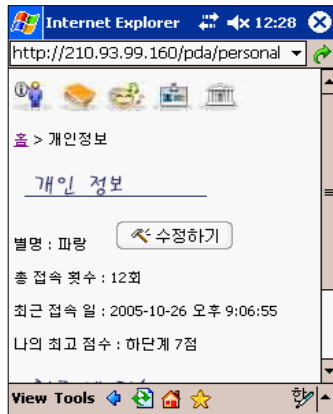 Internet Explorer 12:28
http://210.93.99.160/pda/personal
홈 > 개인정보
개인 정보
별명 : 파랑 수정하기
총 접속 횟수 : 12회
최근 접속 일 : 2005-10-26 오후 9:06:55
나의 최고 점수 : 하단계 7점
View Tools 한